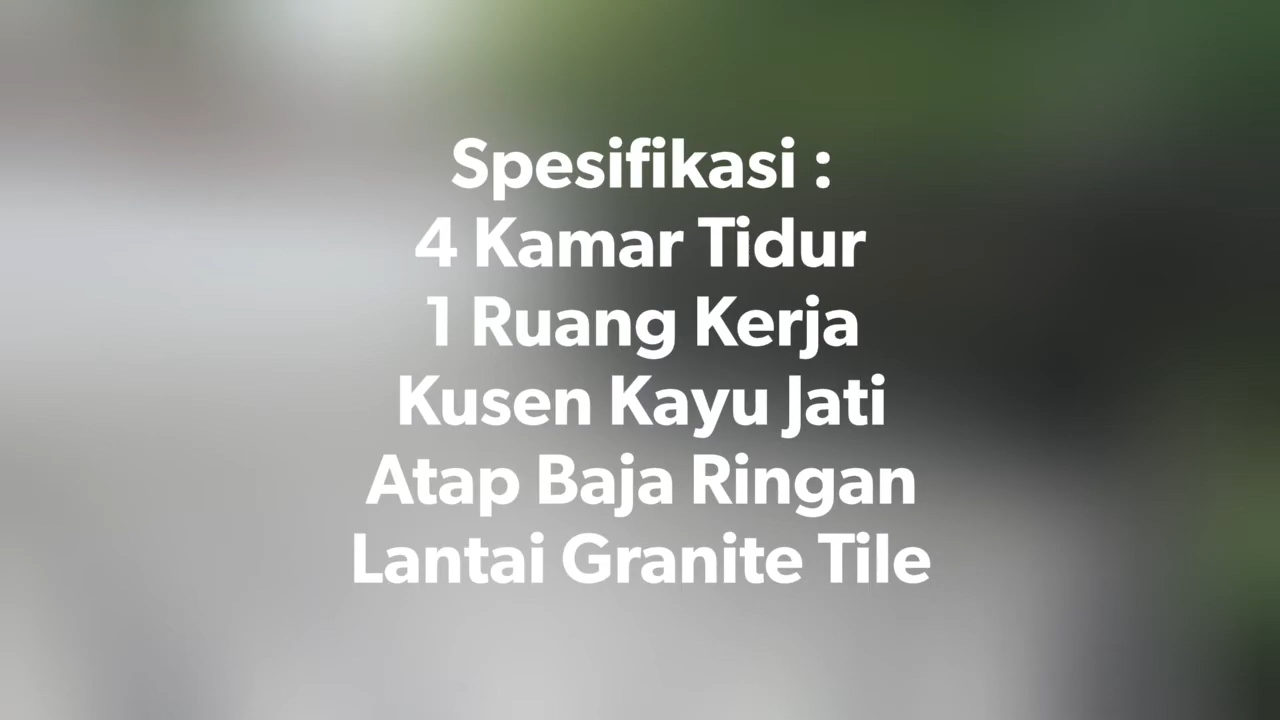 Spesifikasi :
4 Kamar Tidur
1 Ruang Kerja
Kusen Kayu Jati
Atap Baja Ringan
Lantai Granite Tile